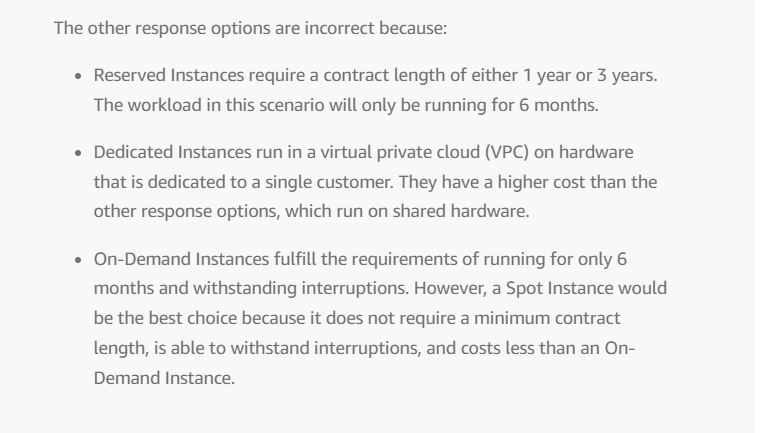 The other response options are incorrect because:
• Reserved Instances require a contract length of either 1 year or 3 years.
The workload in this scenario will only be running for 6 months.
• Dedicated Instances run in a virtual private cloud (VPC) on hardware
that is dedicated to a single customer. They have a higher cost than the
other response options, which run on shared hardware.
• On-Demand Instances fulfill the requirements of running for only 6
months and withstanding interruptions. However, a Spot Instance would
be the best choice because it does not require a minimum contract
length, is able to withstand interruptions, and costs less than an On-
Demand Instance.